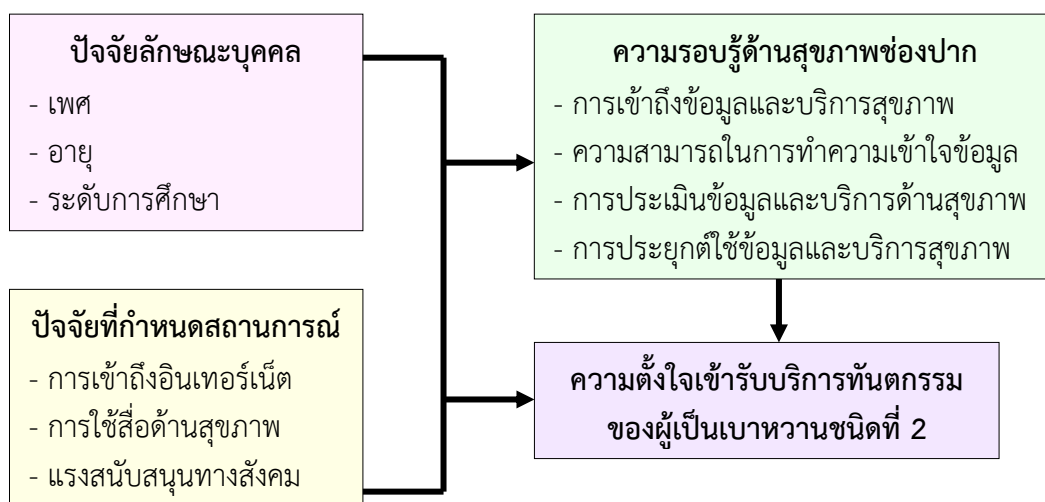 ปัจจัยลักษณะบุคคล
- เพศ
- อายุ
- ระดับการศึกษา
ปัจจัยที่กำหนดสถานการณ์
- การเข้าถึงอินเทอร์เน็ต
- การใช้สื่อด้านสุขภาพ
- แรงสนับสนุนทางสังคม
ความรอบรู้ด้านสุขภาพช่องปาก
- การเข้าถึงข้อมูลและบริการสุขภาพ
- ความสามารถในการทำความเข้าใจข้อมูล
- การประเมินข้อมูลและบริการด้านสุขภาพ
- การประยุกต์ใช้ข้อมูลและบริการสุขภาพ
ความตั้งใจเข้ารับบริการทันตกรรม
ของผู้เป็นเบาหวานชนิดที่ 2